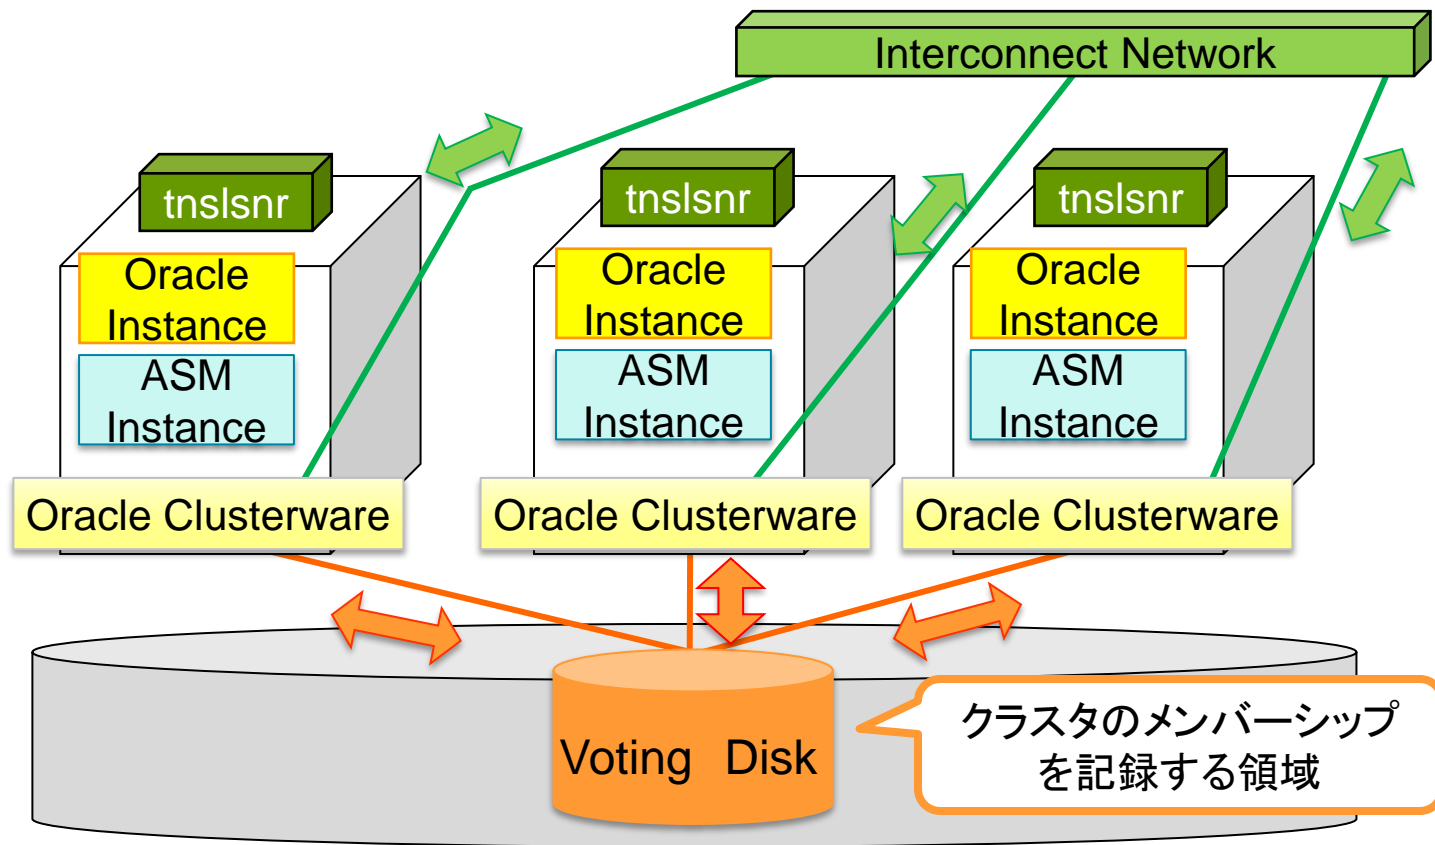 Interconnect Network
tnslsnr
tnslsnr
tnslsnr
Oracle
Instance
Oracle
Instance
Oracle
Instance
ASM
Instance
ASM
Instance
ASM
Instance
Oracle Clusterware
Oracle Clusterware
Oracle Clusterware
Voting Disk
クラスタのメンバーシップ
を記録する領域